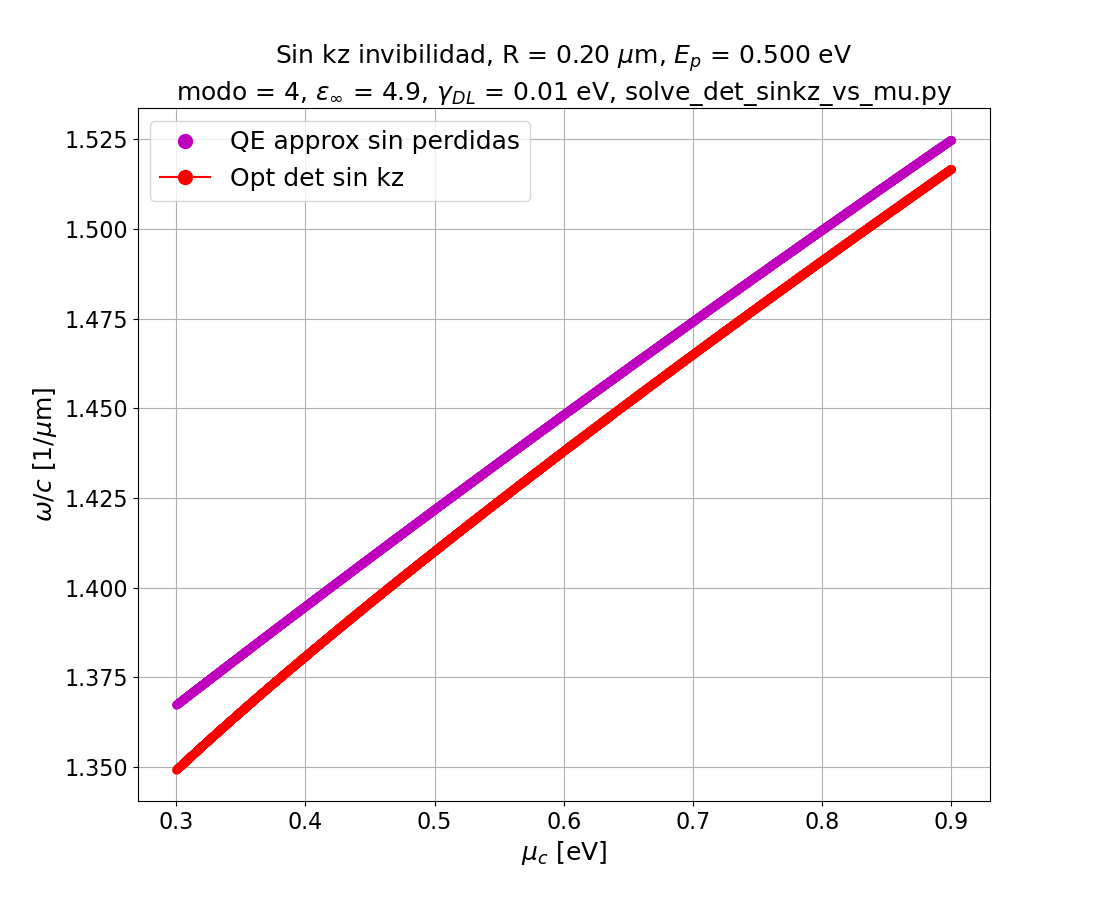 Sin kz invibilidad, R = 0.20 μm, E_p = 0.500 eV
modo = 4, ε_∞ = 4.9, γ_DL = 0.01 eV, solve_det_sinkz_vs_mu.py
QE approx sin perdidas
Opt det sin kz
1.525
1.500
1.475
1.450
1.425
1.400
1.375
1.350
ω/c [1/μm]
0.3 0.4 0.5 0.6 0.7 0.8 0.9
μ_c [eV]